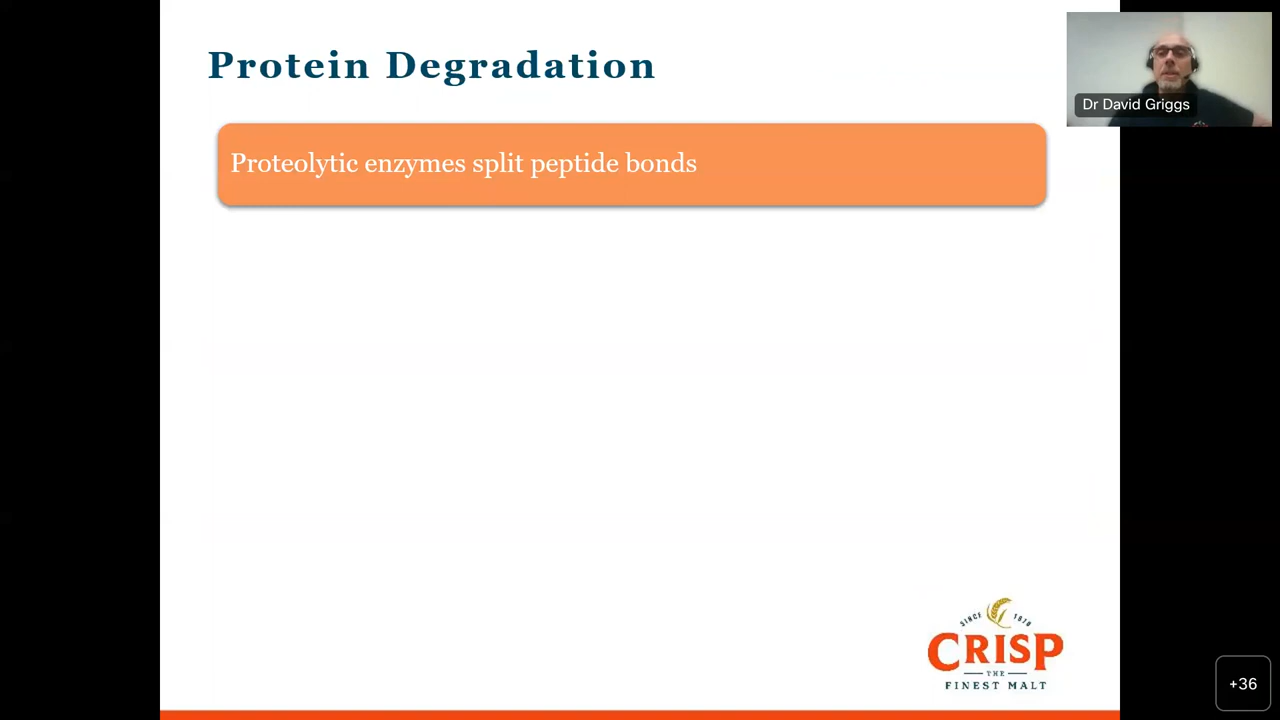 Protein Degradation
Dr David Griggs
Proteolytic enzymes split peptide bonds
SINCE 1870
CRISP
THE
FINEST MALT
+36